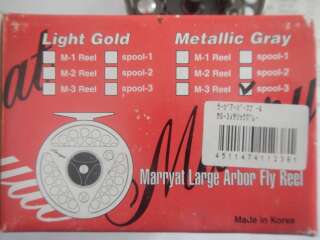 Light Gold
Metallic Gray
M-1 Reel
spool-1
M-1 Reel
spool-1
M-2 Reel
spool-2
M-2 Reel
spool-2
M-3 Reel
spool-3
M-3 Reel
spool-3
Marryat Large Arbor Fly Reel
Made in Korea